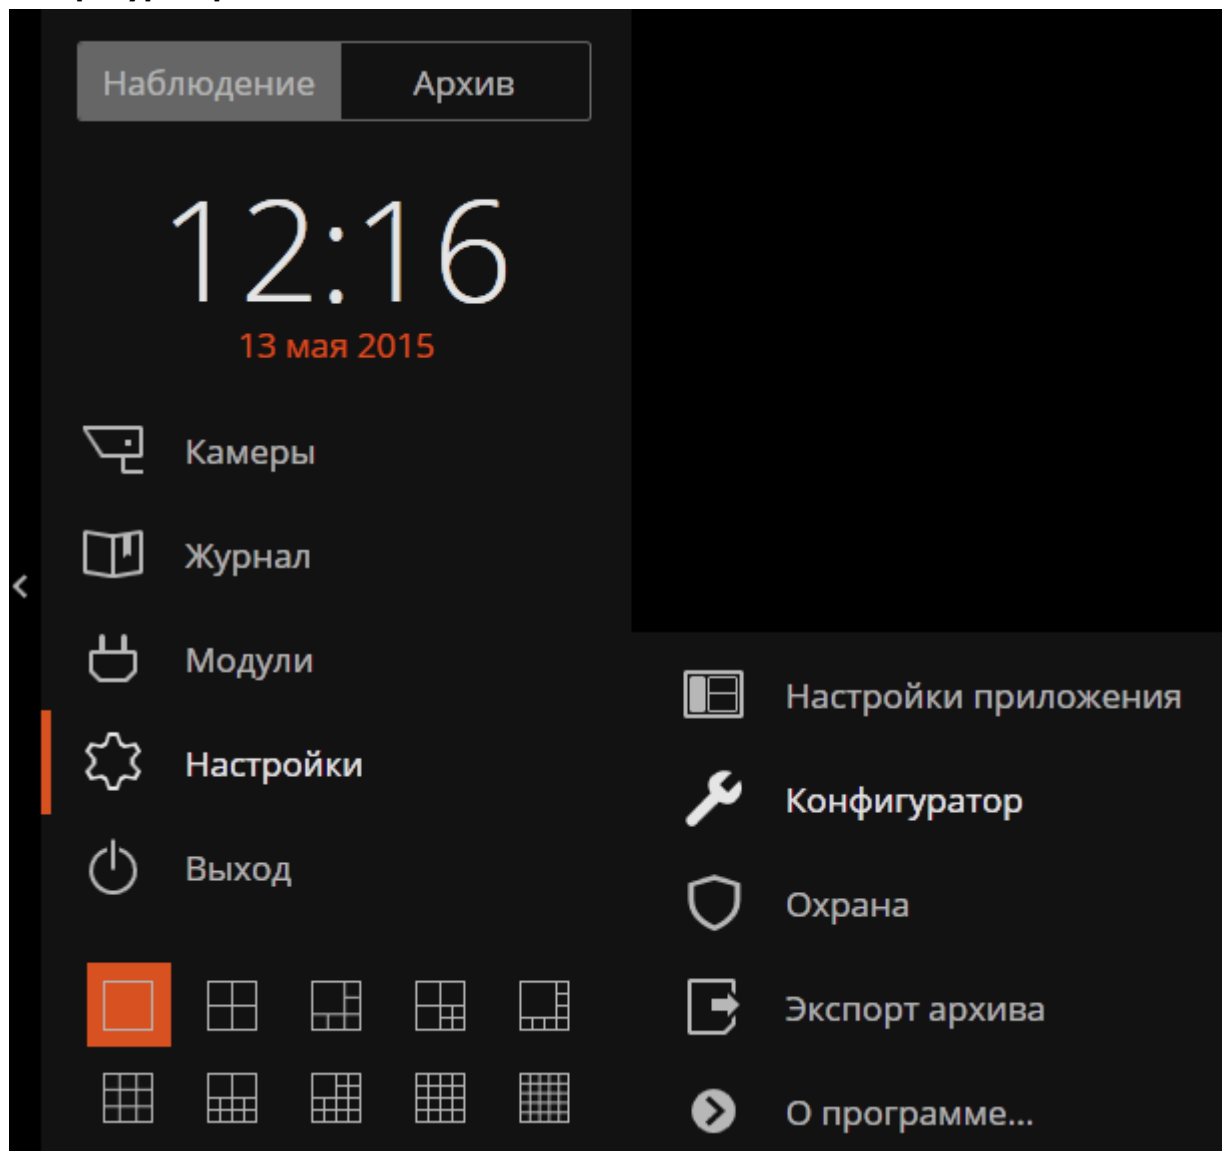 Наблюдение
Архив
12:16
13 мая 2015
Камеры
Журнал
Модули
Настройки
Выход
Настройки приложения
Конфигуратор
Охрана
Экспорт архива
О программе...